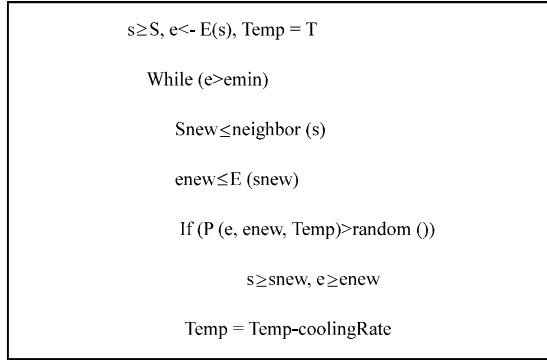 s≥S, e<- E(s), Temp = T
While (e>emin)
Snew≤neighbor (s)
enew≤E (snew)
If (P (e, enew, Temp)>random ())
s≥snew, e≥enew
Temp = Temp-coolingRate